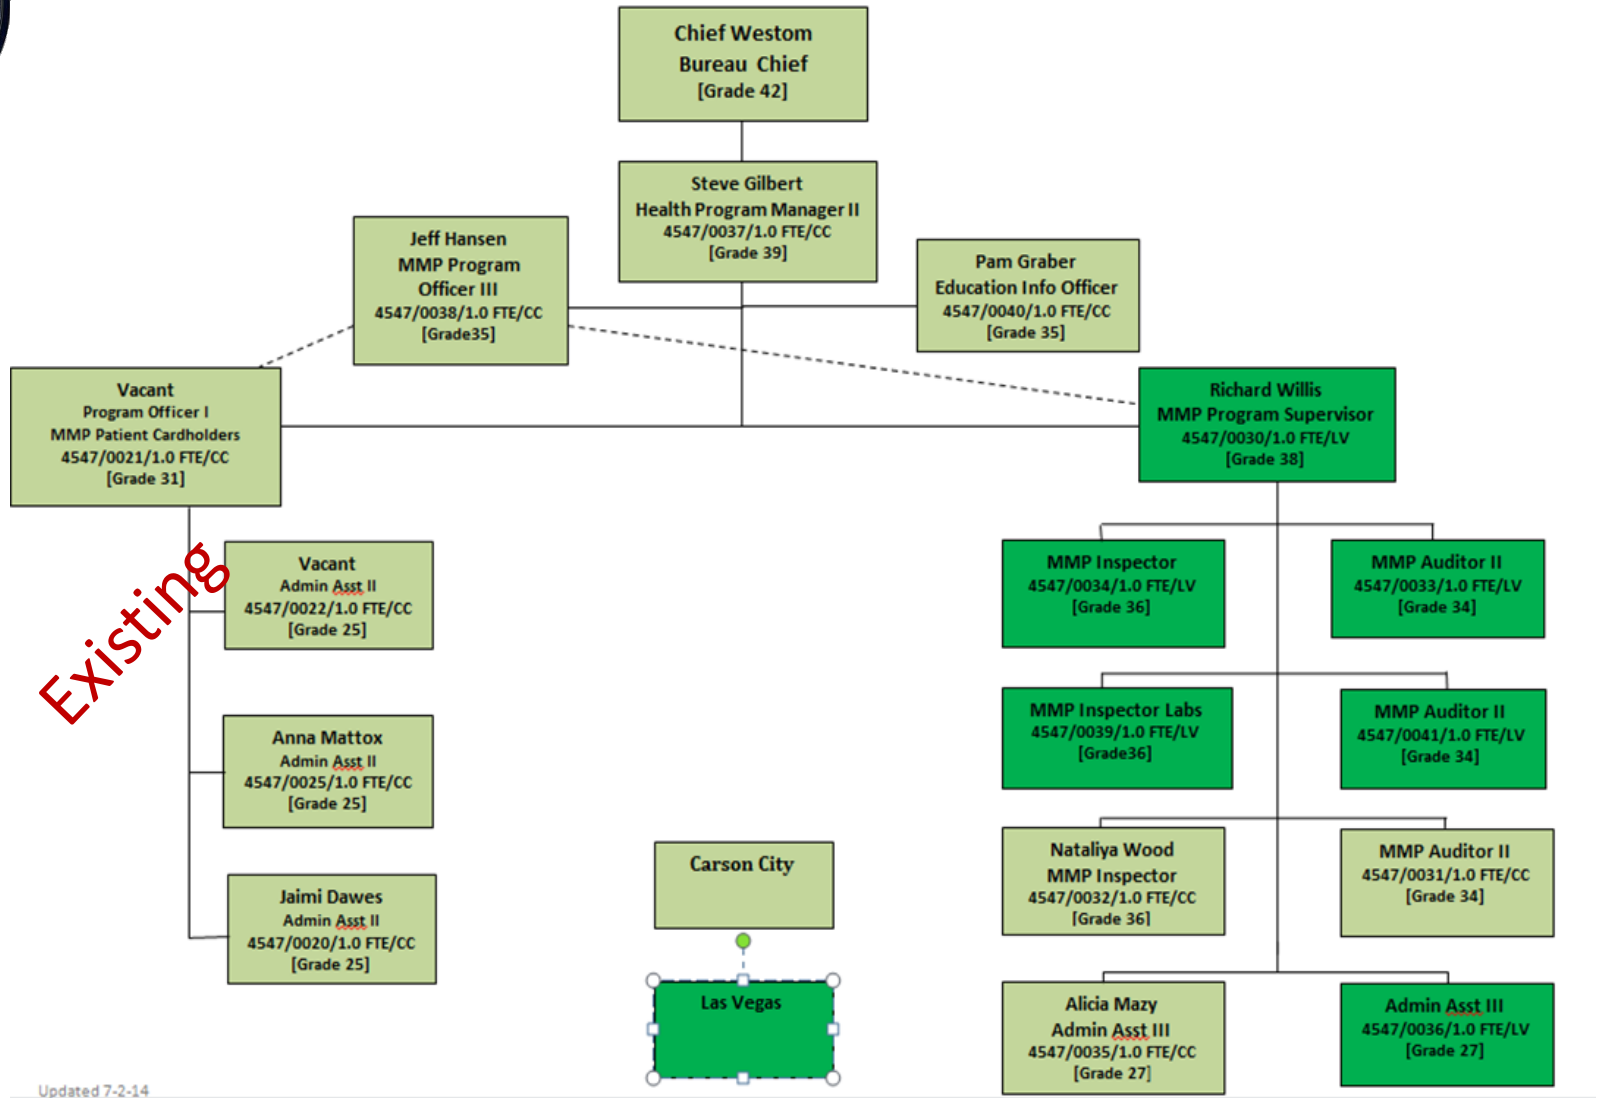 Chief Westom
Bureau Chief
[Grade 42]
Steve Gilbert
Health Program Manager II
4547/0037/1.0 FTE/CC
[Grade 39]
Jeff Hansen
MMP Program
Officer III
4547/0038/1.0 FTE/CC
[Grade35]
Pam Graber
Education Info Officer
4547/0040/1.0 FTE/CC
[Grade 35]
Vacant
Program Officer I
MMP Patient Cardholders
4547/0021/1.0 FTE/CC
[Grade 31]
Richard Willis
MMP Program Supervisor
4547/0030/1.0 FTE/LV
[Grade 38]
Existing
Vacant
Admin Asst II
4547/0022/1.0 FTE/CC
[Grade 25]
Anna Mattox
Admin Asst II
4547/0025/1.0 FTE/CC
[Grade 25]
Jaimi Dawes
Admin Asst II
4547/0020/1.0 FTE/CC
[Grade 25]
Carson City
Las Vegas
MMP Inspector
4547/0034/1.0 FTE/LV
[Grade 36]
MMP Auditor II
4547/0033/1.0 FTE/LV
[Grade 34]
MMP Inspector Labs
4547/0039/1.0 FTE/LV
[Grade36]
MMP Auditor II
4547/0041/1.0 FTE/LV
[Grade 34]
Nataliya Wood
MMP Inspector
4547/0032/1.0 FTE/CC
[Grade 36]
MMP Auditor II
4547/0031/1.0 FTE/CC
[Grade 34]
Alicia Mazy
Admin Asst III
4547/0035/1.0 FTE/CC
[Grade 27]
Admin Asst III
4547/0036/1.0 FTE/LV
[Grade 27]
Updated 7-2-14